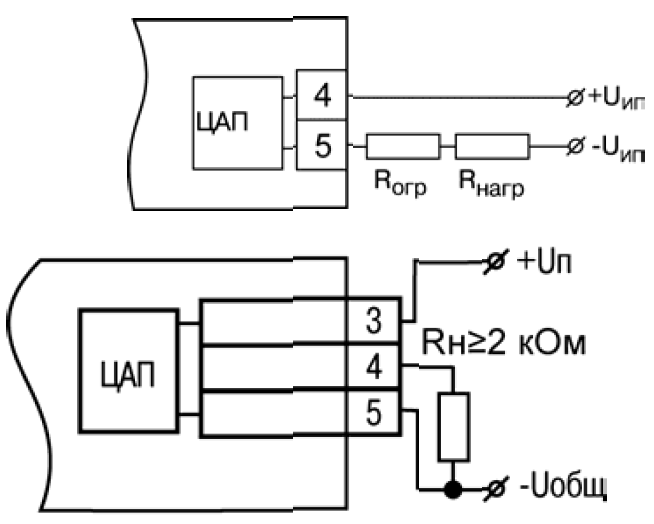 4
+Uип
ЦАП
5
-Uип
Rогр
Rнагр
+Uп
3
Rн≥2 кОм
ЦАП
4
5
-Uобщ